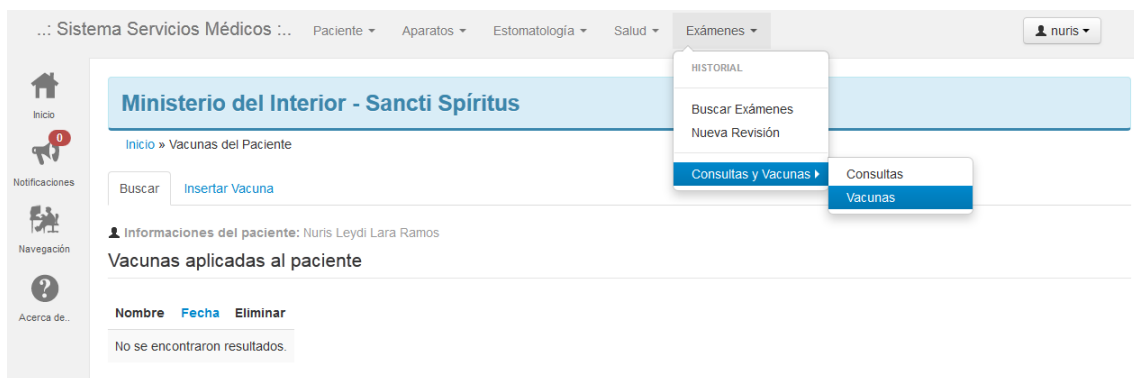 ..: Sistema Servicios Médicos :.. Paciente Aparatos Estomatología Salud Exámenes nuris
HISTORIAL
Buscar Exámenes
Nueva Revisión
Consultas y Vacunas
Consultas
Vacunas
Inicio
0
Notificaciones
Navegación
Acerca de..
Ministerio del Interior - Sancti Spíritus
Inicio » Vacunas del Paciente
Buscar Insertar Vacuna
Informaciones del paciente: Nuris Leydi Lara Ramos
Vacunas aplicadas al paciente
Nombre Fecha Eliminar
No se encontraron resultados.